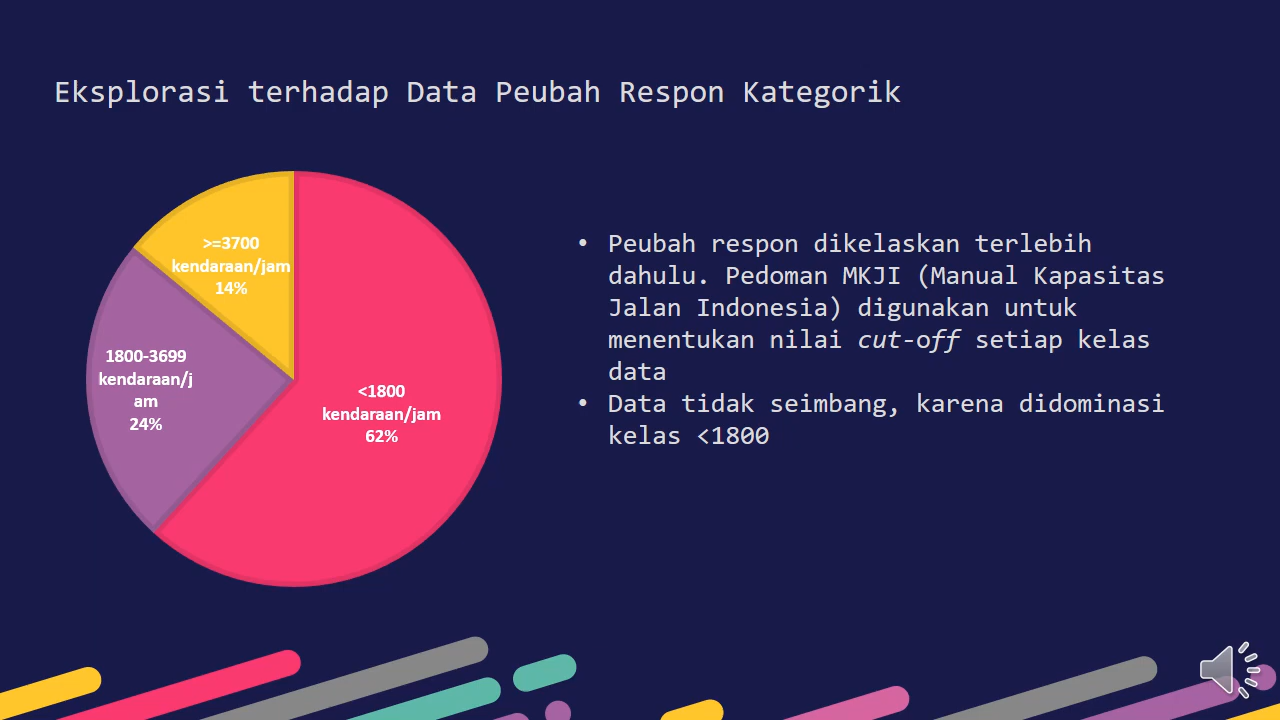 Eksplorasi terhadap Data Peubah Respon Kategorik
>=3700
kendaraan/jam
14%
1800-3699
kendaraan/j
am
24%
<1800
kendaraan/jam
62%
• Peubah respon dikelaskan terlebih
dahulu. Pedoman MKJI (Manual Kapasitas
Jalan Indonesia) digunakan untuk
menentukan nilai cut-off setiap kelas
data
• Data tidak seimbang, karena didominasi
kelas <1800